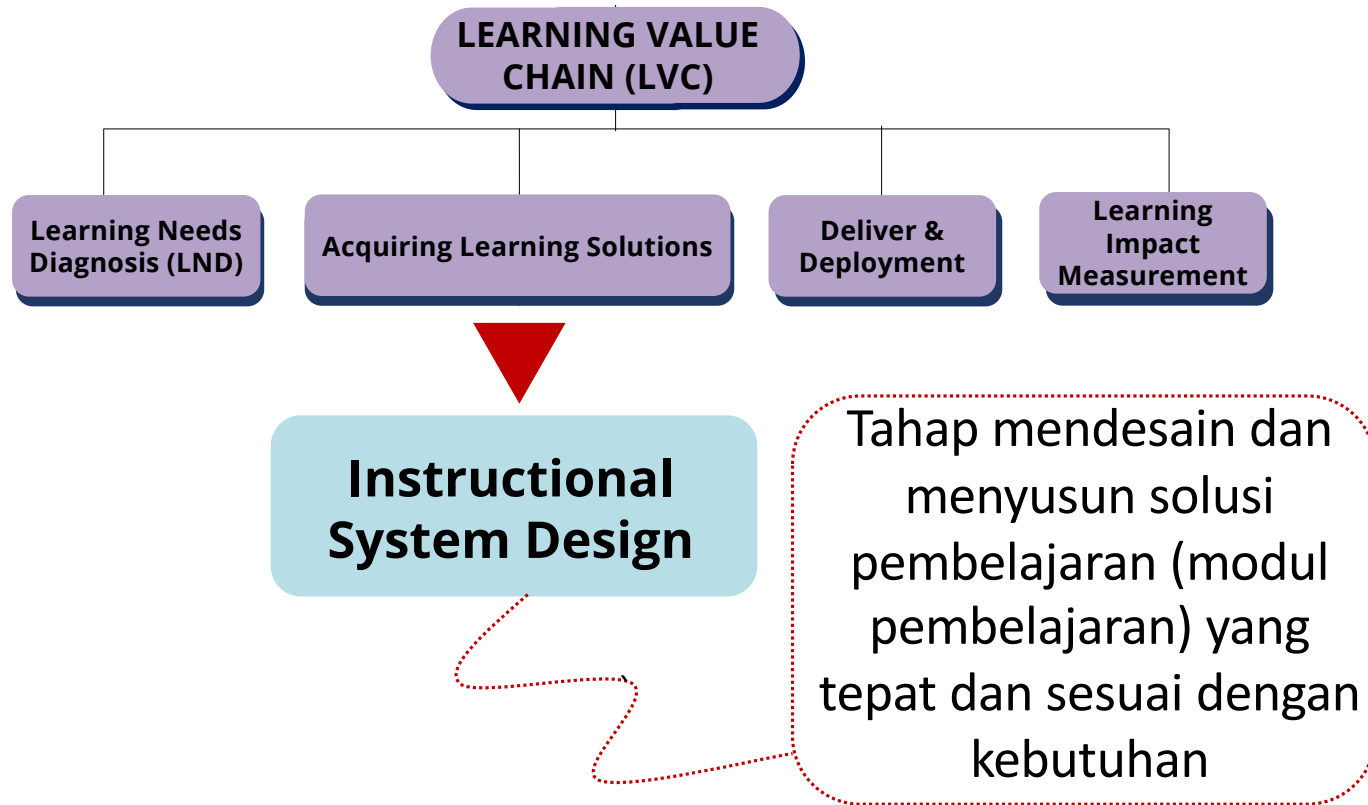 LEARNING VALUE
CHAIN (LVC)
Learning Needs
Diagnosis (LND)
Acquiring Learning Solutions
Deliver &
Deployment
Learning
Impact
Measurement
Instructional
System Design
Tahap mendesain dan
menyusun solusi
pembelajaran (modul
pembelajaran) yang
tepat dan sesuai dengan
kebutuhan